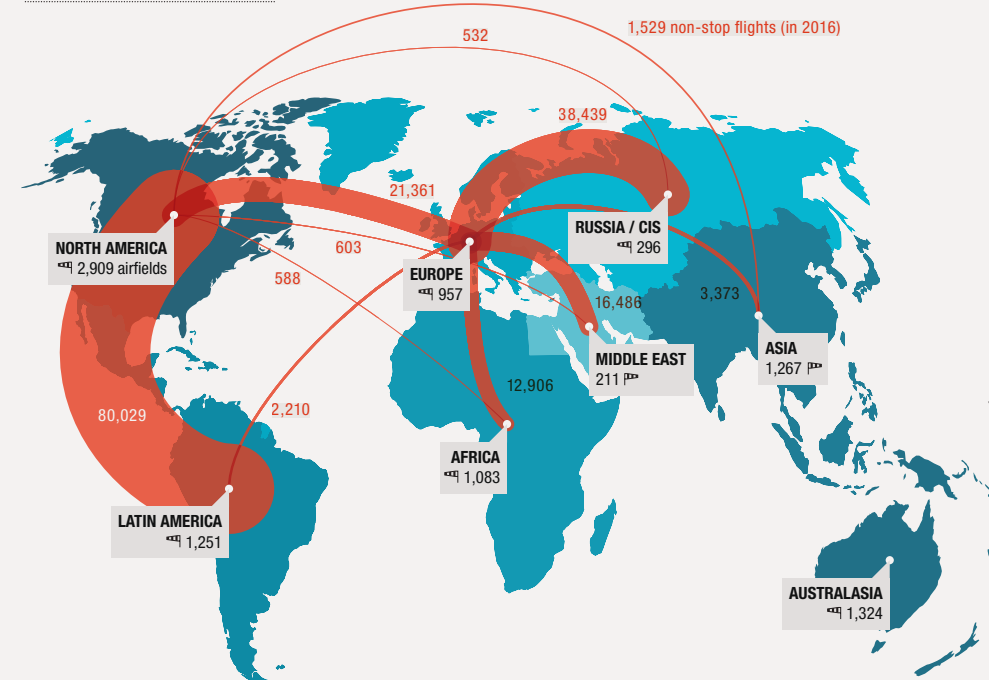 1,529 non-stop flights (in 2016)
532
38,439
21,361
NORTH AMERICA
2,909 airfields
603
588
EUROPE
957
RUSSIA / CIS
296
16,486
3,373
MIDDLE EAST
211
ASIA
1,267
12,906
80,029
2,210
AFRICA
1,083
LATIN AMERICA
1,251
AUSTRALASIA
1,324